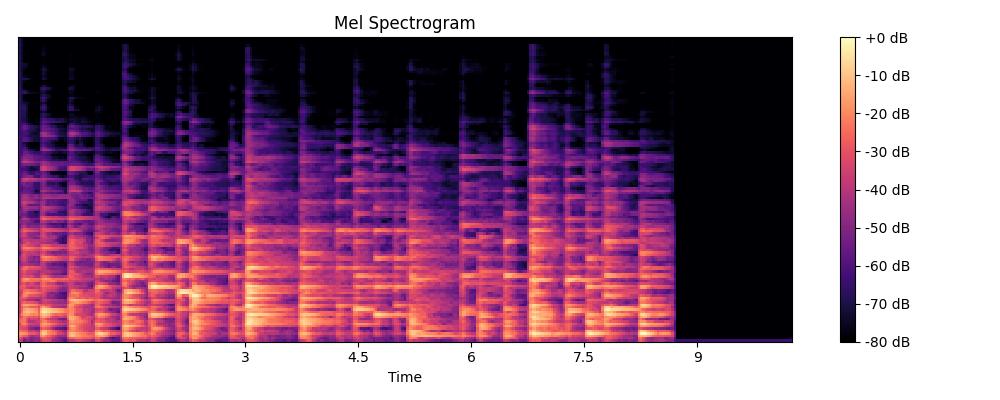 Mel Spectrogram
+0 dB
-10 dB
-20 dB
-30 dB
-40 dB
-50 dB
-60 dB
-70 dB
-80 dB
0 1.5 3 4.5 6 7.5 9
Time